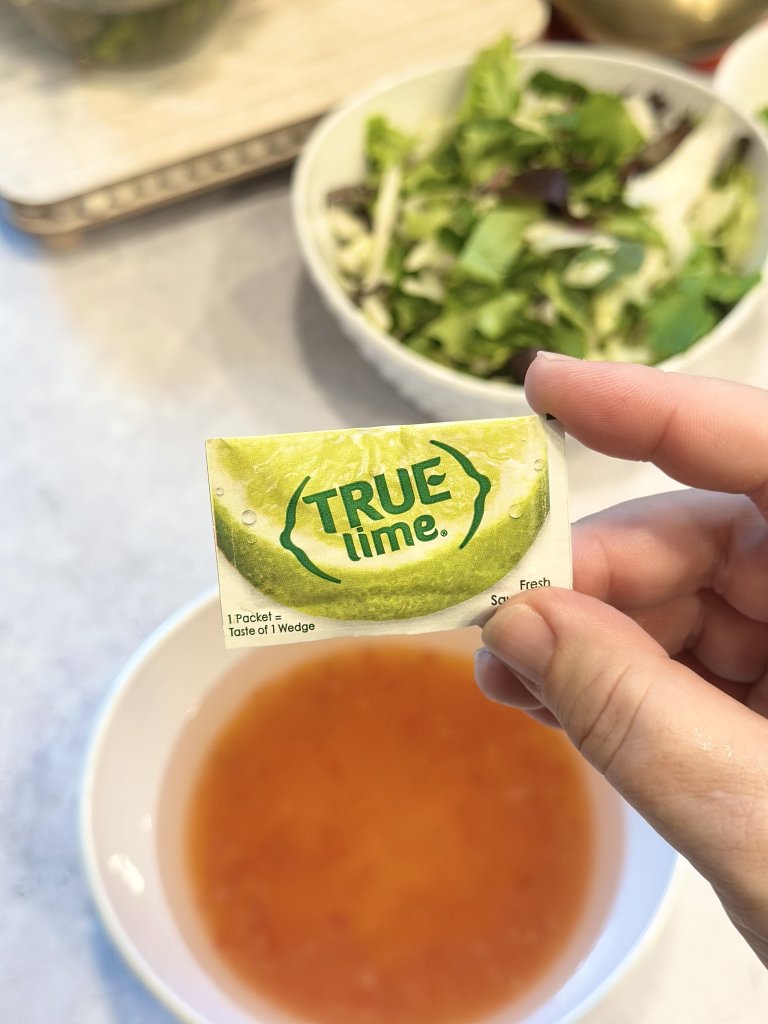 TRUE
lime®
1 Packet =
Taste of 1 Wedge
Fresh